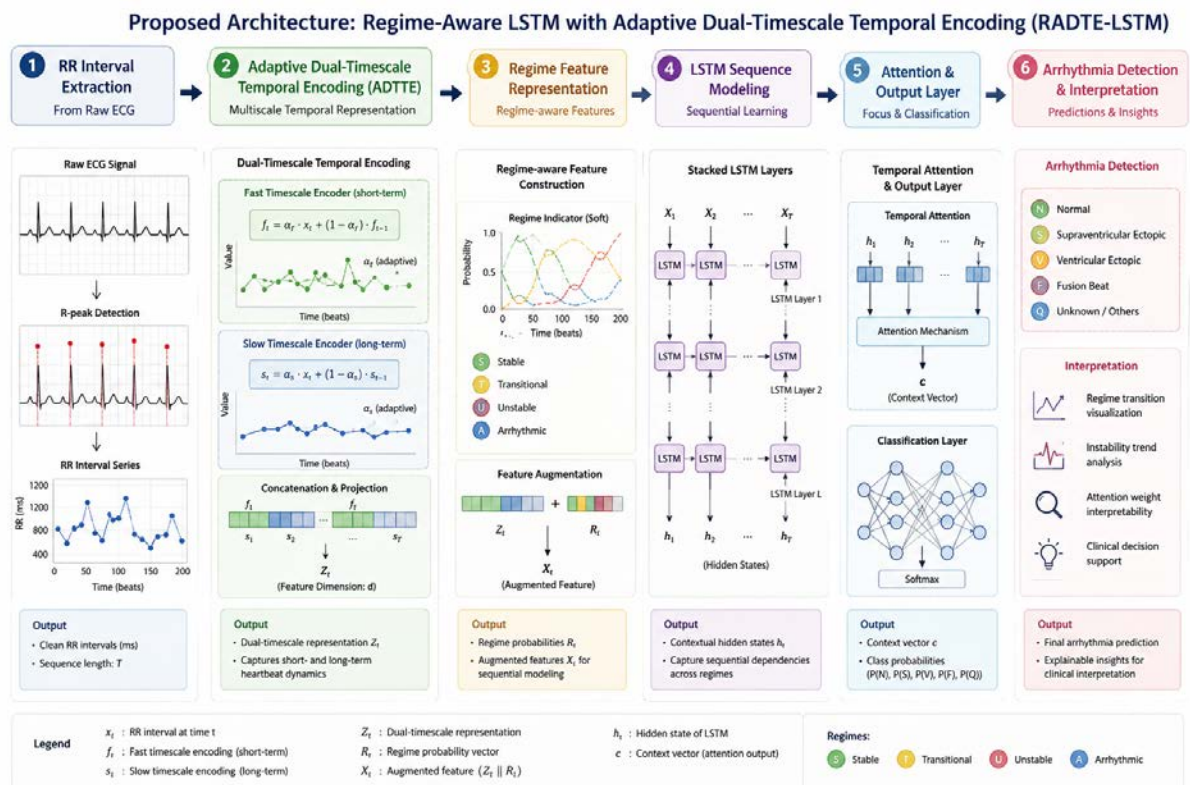 Proposed Architecture: Regime-Aware LSTM with Adaptive Dual-Timescale Temporal Encoding (RADTE-LSTM)
1 RR Interval
Extraction
From Raw ECG
2 Adaptive Dual-Timescale
Temporal Encoding (ADTTE)
Multiscale Temporal Representation
3 Regime Feature
Representation
Regime-aware Features
4 LSTM Sequence
Modeling
Sequential Learning
5 Attention &
Output Layer
Focus & Classification
6 Arrhythmia Detection
& Interpretation
Predictions & Insights
Raw ECG Signal
R-peak Detection
RR Interval Series
RR (ms)
1200
1200
800
400
0 50 100 150 200
Time (beats)
Dual-Timescale Temporal Encoding
Fast Timescale Encoder (short-term)
f_t = α_f · x_t + (1 − α_f) · f_{t−1}
Value
α_f (adaptive)
Time (beats)
Slow Timescale Encoder (long-term)
s_t = α_s · x_t + (1 − α_s) · s_{t−1}
Value
α_s (adaptive)
Time (beats)
Concatenation & Projection
f_1 f_t
...
s_1 s_2 ... s_T
Z_t
(Feature Dimension: d)
Regime-aware Feature
Construction
Regime Indicator (Soft)
Probability
1.0
0.5
0.0
0 50 100 150 200
Time (beats)
S Stable
T Transitional
U Unstable
A Arrhythmic
Feature Augmentation
+
Z_t R_t
X_t
(Augmented Feature)
Stacked LSTM Layers
X_1 X_2 ... X_T
LSTM LSTM ... LSTM
LSTM Layer 1
LSTM LSTM ... LSTM
LSTM Layer 2
LSTM LSTM ... LSTM
LSTM Layer L
h_1 h_2 ... h_T
(Hidden States)
Temporal Attention
& Output Layer
Temporal Attention
h_1 h_2 ... h_T
...
Attention Mechanism
c
(Context Vector)
Classification Layer
Softmax
Arrhythmia Detection
N Normal
S Supraventricular Ectopic
V Ventricular Ectopic
F Fusion Beat
Q Unknown / Others
Interpretation
Regime transition
visualization
Instability trend
analysis
Attention weight
interpretability
Clinical decision
support
Output
• Clean RR intervals (ms)
• Sequence length: T
Output
• Dual-timescale representation Z_t
• Captures short- and long-term
heartbeat dynamics
Output
• Regime probabilities R_t
• Augmented features X_t for
sequential modeling
Output
• Contextual hidden states h_t
• Capture sequential dependencies
across regimes
Output
• Context vector c
• Class probabilities
(P(N), P(S), P(V), P(F), P(Q))
Output
• Final arrhythmia prediction
• Explainable insights for
clinical interpretation
Legend
x_t : RR interval at time t
f_t : Fast timescale encoding (short-term)
s_t : Slow timescale encoding (long-term)
Z_t : Dual-timescale representation
R_t : Regime probability vector
X_t : Augmented feature (Z_t || R_t)
h_t : Hidden state of LSTM
c : Context vector (attention output)
Regimes:
S Stable T Transitional U Unstable A Arrhythmic